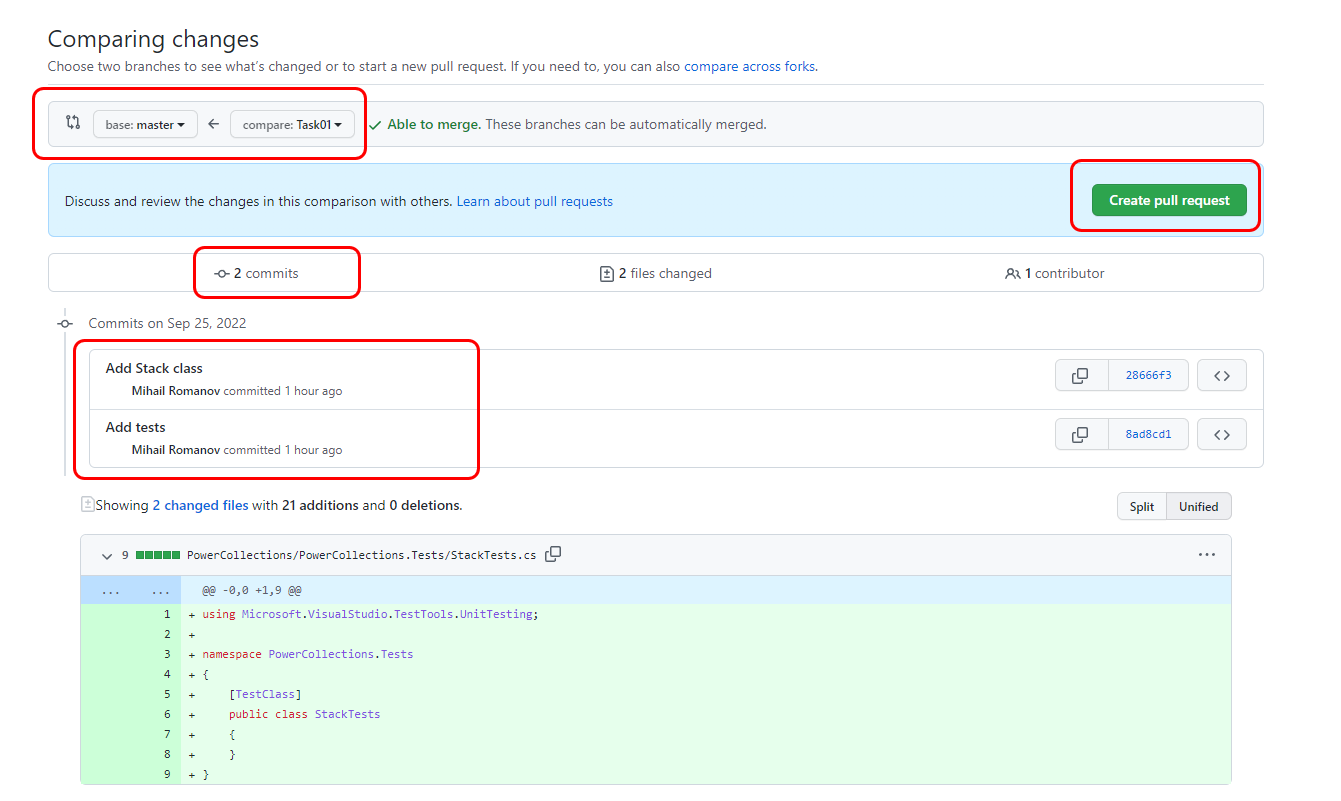 Comparing changes
Choose two branches to see what's changed or to start a new pull request. If you need to, you can also compare across forks.
base: master compare: Task01 Able to merge. These branches can be automatically merged.
Discuss and review the changes in this comparison with others. Learn about pull requests
Create pull request
2 commits 2 files changed 1 contributor
Commits on Sep 25, 2022
Add Stack class
Mihail Romanov committed 1 hour ago
28666f3
Add tests
Mihail Romanov committed 1 hour ago
8ad8cd1
Showing 2 changed files with 21 additions and 0 deletions.
Split Unified
9 PowerCollections/PowerCollections.Tests/StackTests.cs ...
... ... @@ -0,0 +1,9 @@
1 + using Microsoft.VisualStudio.TestTools.UnitTesting;
2 +
3 + namespace PowerCollections.Tests
4 + {
5 + [TestClass]
6 + public class StackTests
7 + {
8 + }
9 + }